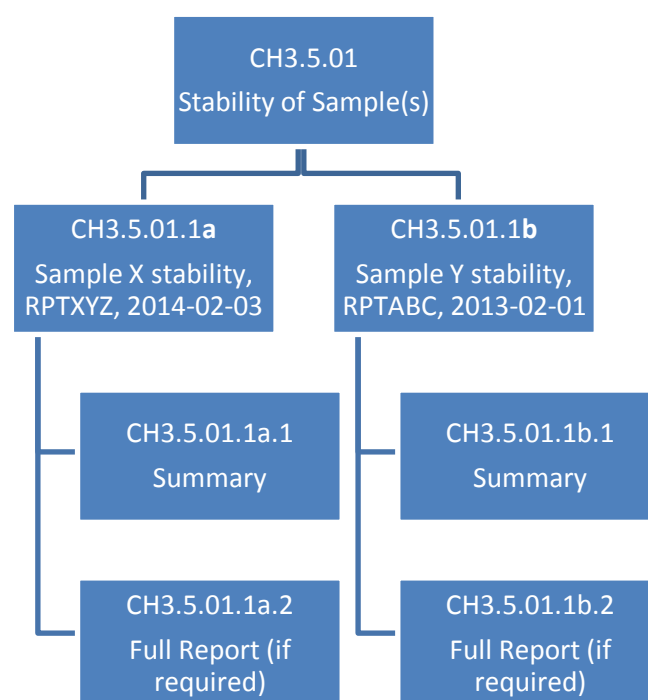 CH3.5.01
Stability of Sample(s)
CH3.5.01.1a
Sample X stability,
RPTXYZ, 2014-02-03
CH3.5.01.1b
Sample Y stability,
RPTABC, 2013-02-01
CH3.5.01.1a.1
Summary
CH3.5.01.1b.1
Summary
CH3.5.01.1a.2
Full Report (if
required)
CH3.5.01.1b.2
Full Report (if
required)